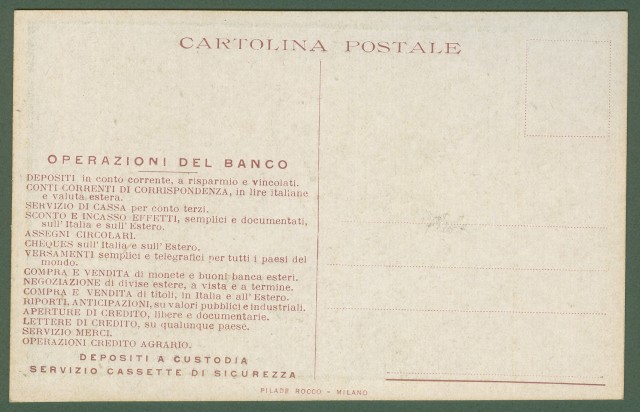 CARTOLINA POSTALE
OPERAZIONI DEL BANCO
DEPOSITI in conto corrente, a risparmio e vincolati.
CONTI CORRENTI DI CORRISPONDENZA, in lire italiane
e valuta estera.
SERVIZIO DI CASSA per conto terzi.
SCONTO E INCASSO EFFETTI, semplici e documentati,
sull' Italia e sull' Estero.
ASSEGNI CIRCOLARI.
CHEQUES sull' Italia e sull' Estero.
VERSAMENTI semplici e telegrafici per tutti i paesi del
mondo.
COMPRA E VENDITA di monete e buoni banca esteri.
NEGOZIAZIONE di divise estere, a vista e a termine.
COMPRA E VENDITA di titoli, in Italia e all' Estero.
RIPORTI, ANTICIPAZIONI, su valori pubblici e industriali.
APERTURE DI CREDITO, libere e documentarie.
LETTERE DI CREDITO, su qualunque paese.
SERVIZIO MERCI.
OPERAZIONI CREDITO AGRARIO.
DEPOSITI A CUSTODIA
SERVIZIO CASSETTE DI SICUREZZA
PILADE ROCCO - MILANO